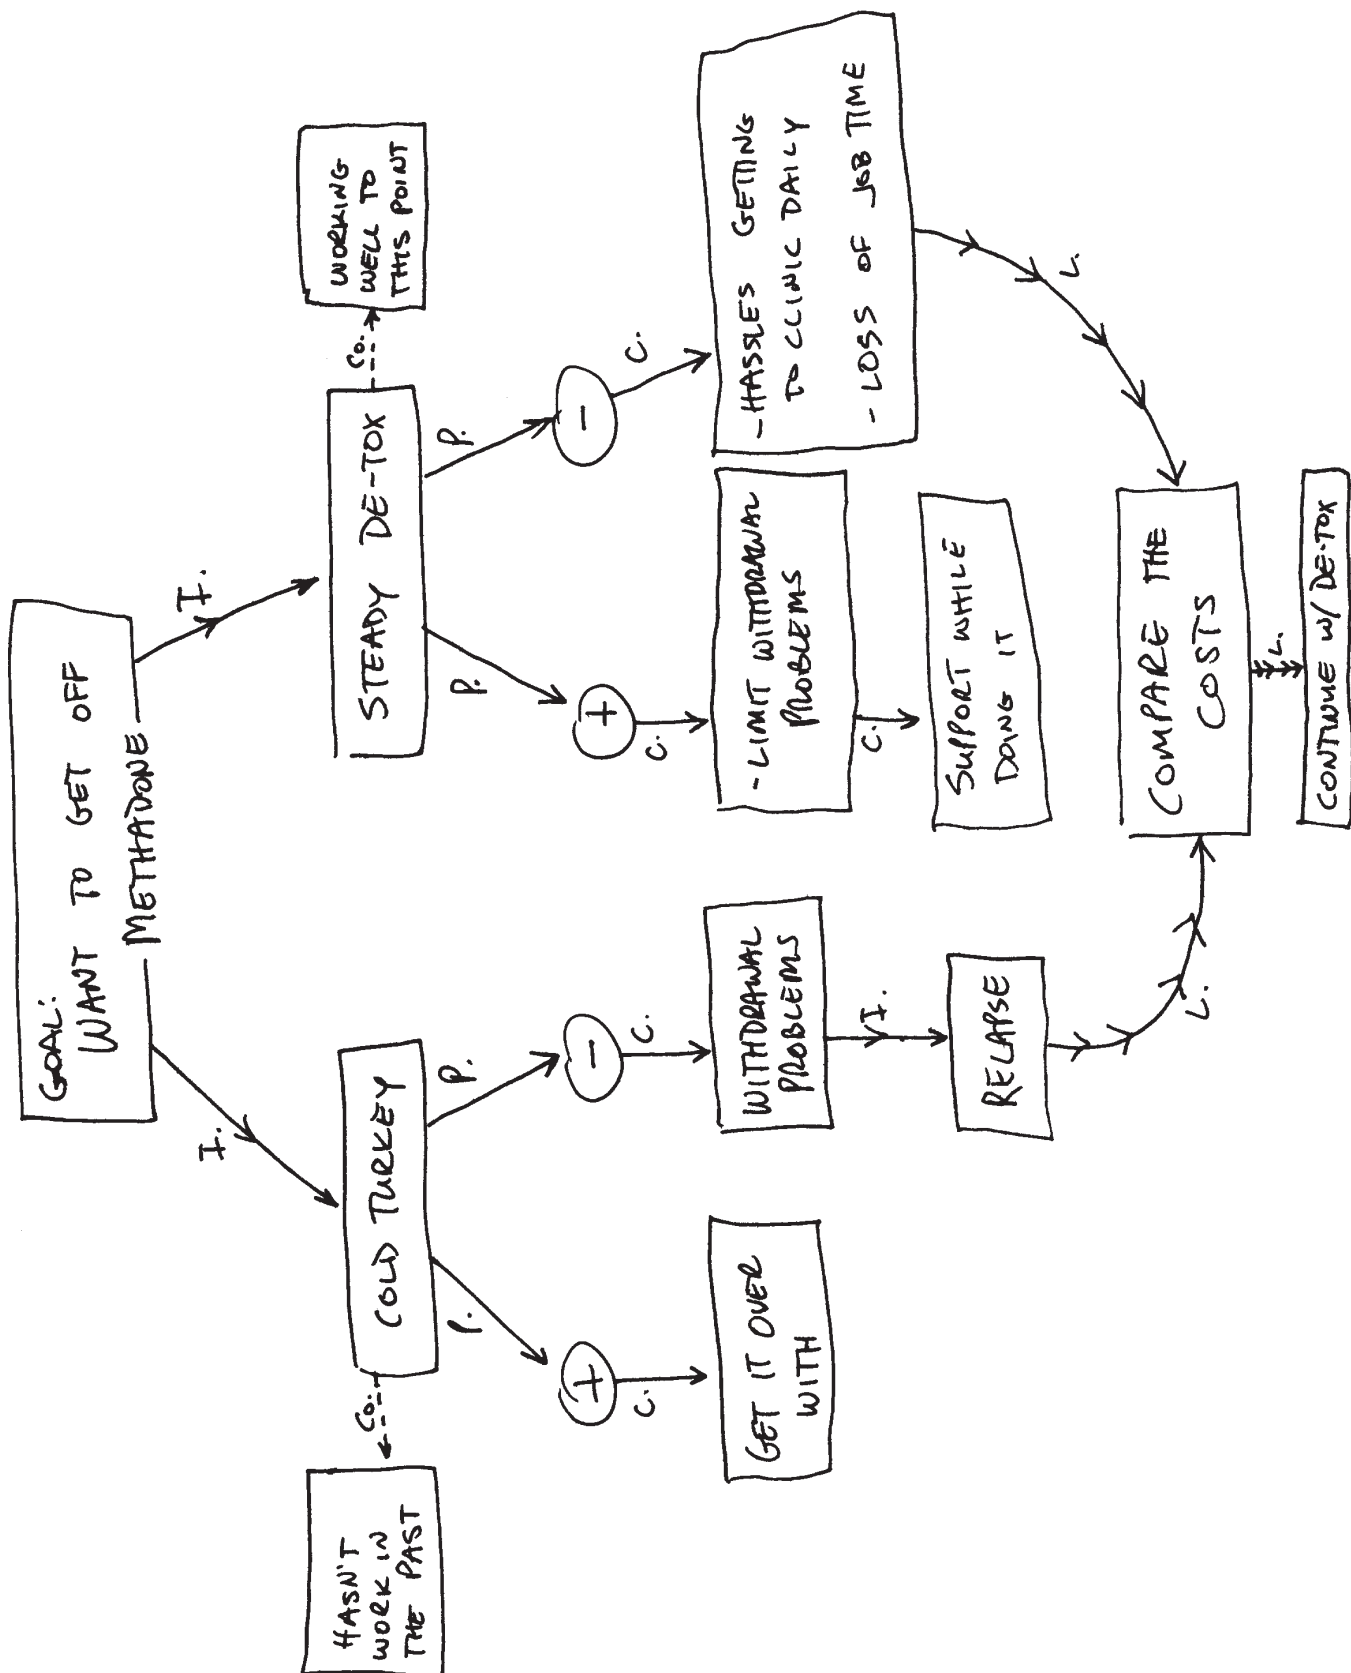 GOAL:
WANT TO GET OFF
METHADONE
I.
I.
HASN'T
WORK IN
THE PAST
Co.
COLD TURKEY
STEADY DE-TOX
Co.
WORKING
WELL TO
THIS POINT
P.
P.
P.
P.
+
-
+
-
C.
C.
C.
C.
GET IT OVER
WITH
WITHDRAWAL
PROBLEMS
- LIMIT WITHDRAWAL
PROBLEMS
- HASSLES GETTING
TO CLINIC DAILY
- LOSS OF JOB TIME
I.
C.
RELAPSE
SUPPORT WHILE
DOING IT
L.
L.
COMPARE THE
COSTS
L.
CONTINUE W/ DE-TOX